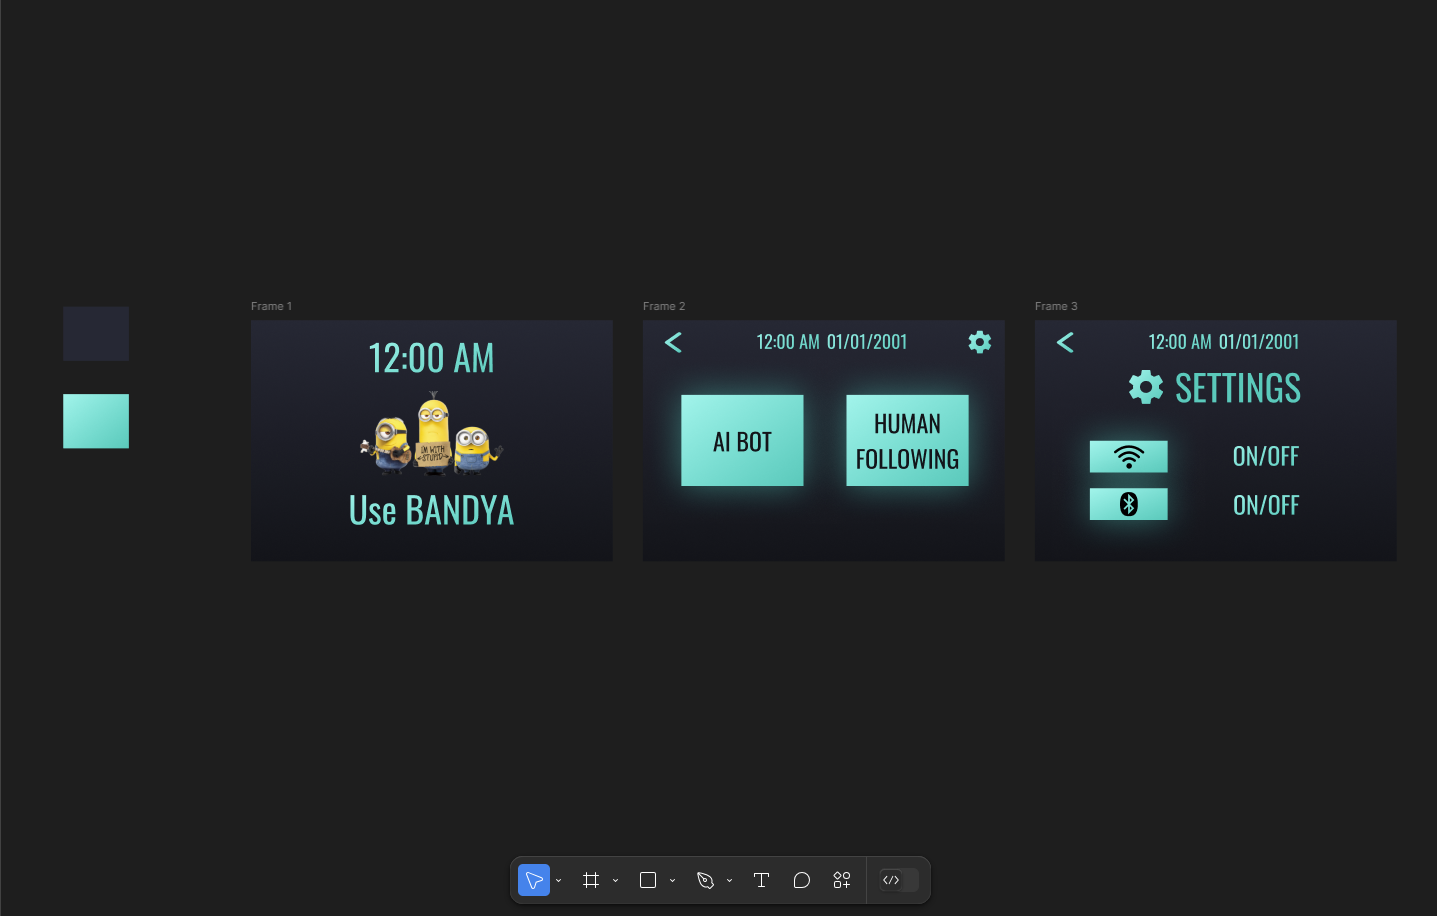 Frame 1
12:00 AM
I'M WITH
STUPID
Use BANDYA
Frame 2
12:00 AM 01/01/2001
AI BOT
HUMAN
FOLLOWING
Frame 3
12:00 AM 01/01/2001
SETTINGS
ON/OFF
ON/OFF